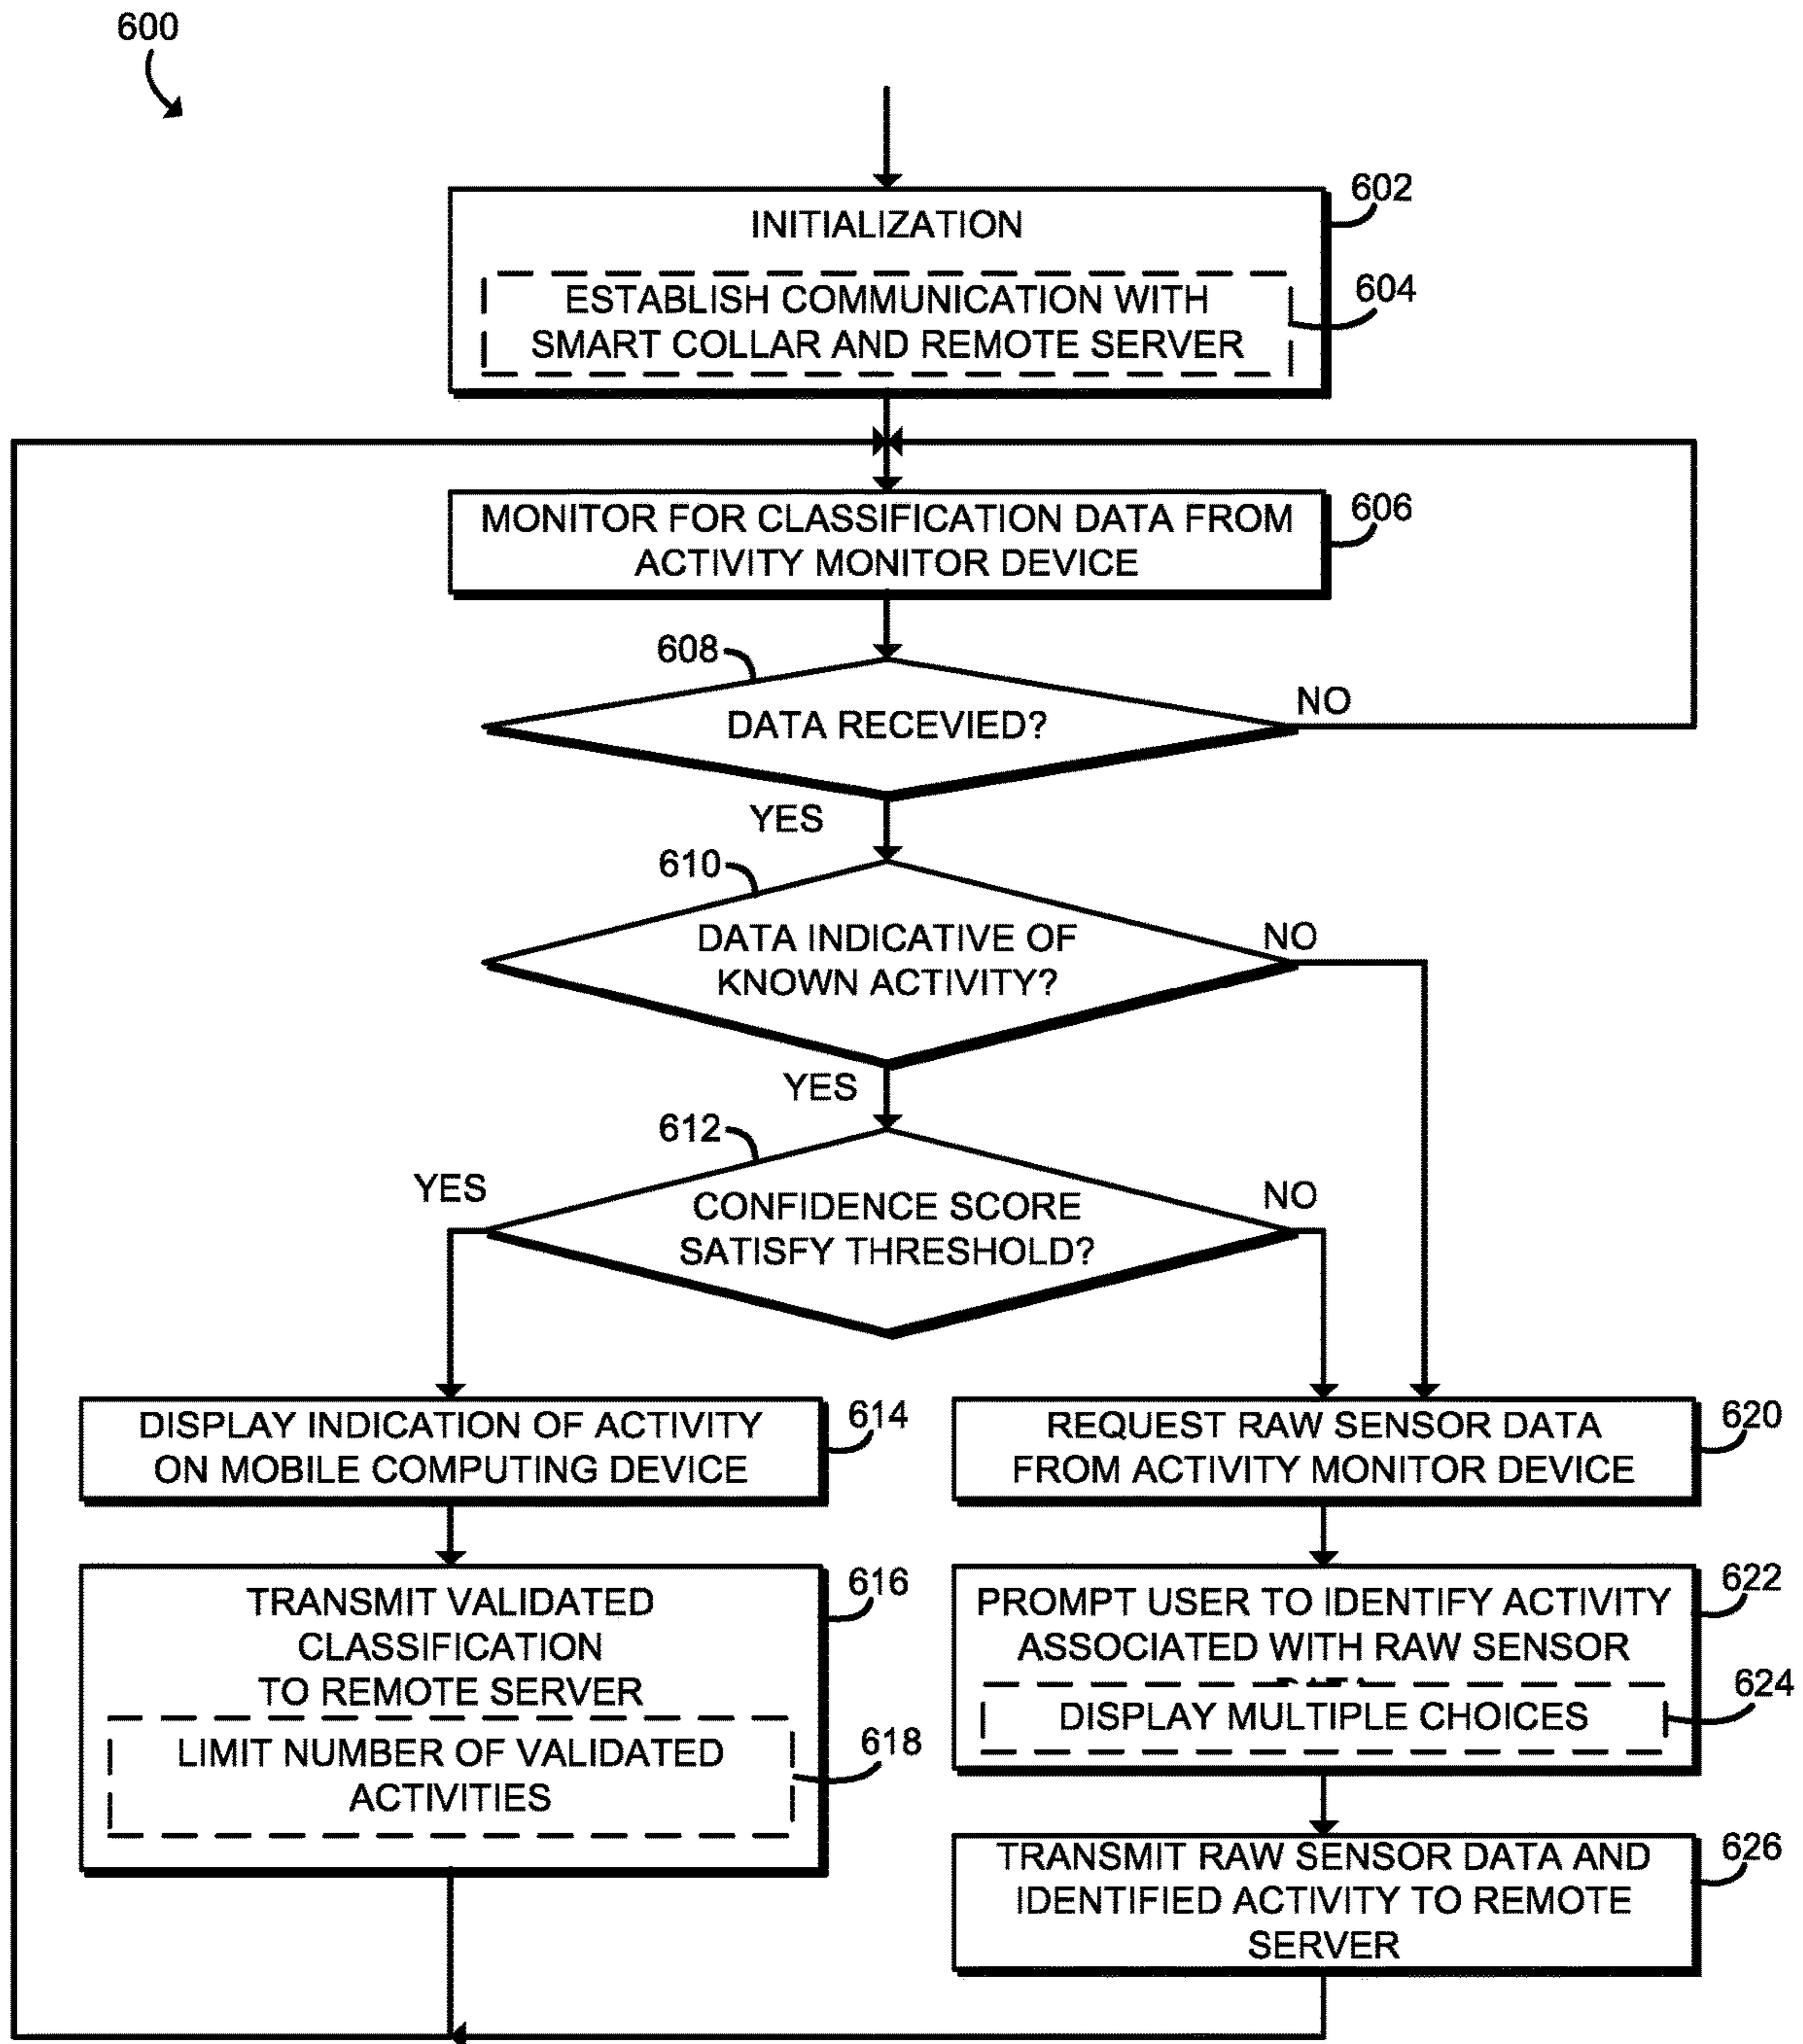 600
INITIALIZATION
602
ESTABLISH COMMUNICATION WITH
SMART COLLAR AND REMOTE SERVER
604
MONITOR FOR CLASSIFICATION DATA FROM
ACTIVITY MONITOR DEVICE
606
608
DATA RECEVIED?
NO
YES
610
DATA INDICATIVE OF
KNOWN ACTIVITY?
NO
YES
612
YES
CONFIDENCE SCORE
SATISFY THRESHOLD?
NO
DISPLAY INDICATION OF ACTIVITY
ON MOBILE COMPUTING DEVICE
614
REQUEST RAW SENSOR DATA
FROM ACTIVITY MONITOR DEVICE
620
TRANSMIT VALIDATED
CLASSIFICATION
TO REMOTE SERVER
616
LIMIT NUMBER OF VALIDATED
ACTIVITIES
618
PROMPT USER TO IDENTIFY ACTIVITY
ASSOCIATED WITH RAW SENSOR
622
DISPLAY MULTIPLE CHOICES
624
TRANSMIT RAW SENSOR DATA AND
IDENTIFIED ACTIVITY TO REMOTE
SERVER
626